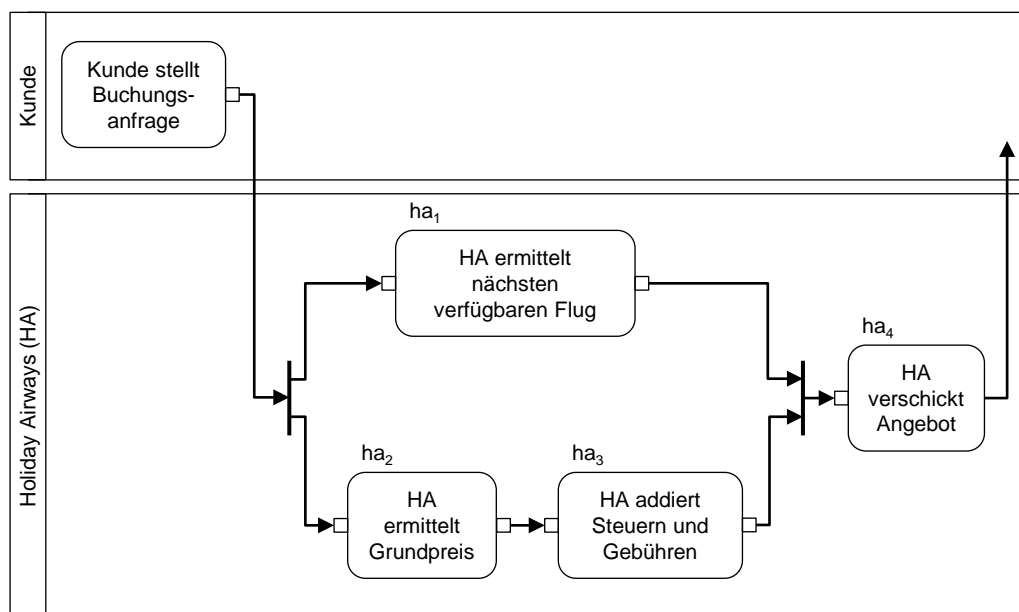 Kunde
Kunde stellt
Buchungs-
anfrage
Holiday Airways (HA)
ha₁
HA ermittelt
nächsten
verfügbaren Flug
ha₂
HA
ermittelt
Grundpreis
ha₃
HA addiert
Steuern und
Gebühren
ha₄
HA
verschickt
Angebot